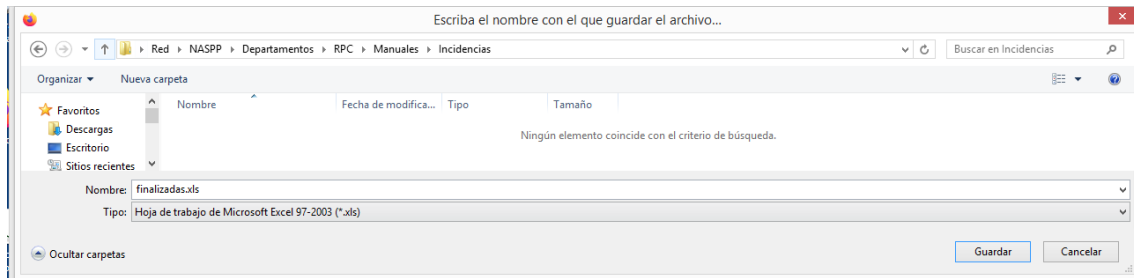 Escriba el nombre con el que guardar el archivo...
Red NASPP Departamentos RPC Manuales Incidencias Buscar en Incidencias
Organizar Nueva carpeta
Favoritos Nombre Fecha de modifica... Tipo Tamaño
Descargas Ningún elemento coincide con el criterio de búsqueda.
Escritorio
Sitios recientes
Nombre: finalizadas.xls
Tipo: Hoja de trabajo de Microsoft Excel 97-2003 (*.xls)
Ocultar carpetas Guardar Cancelar